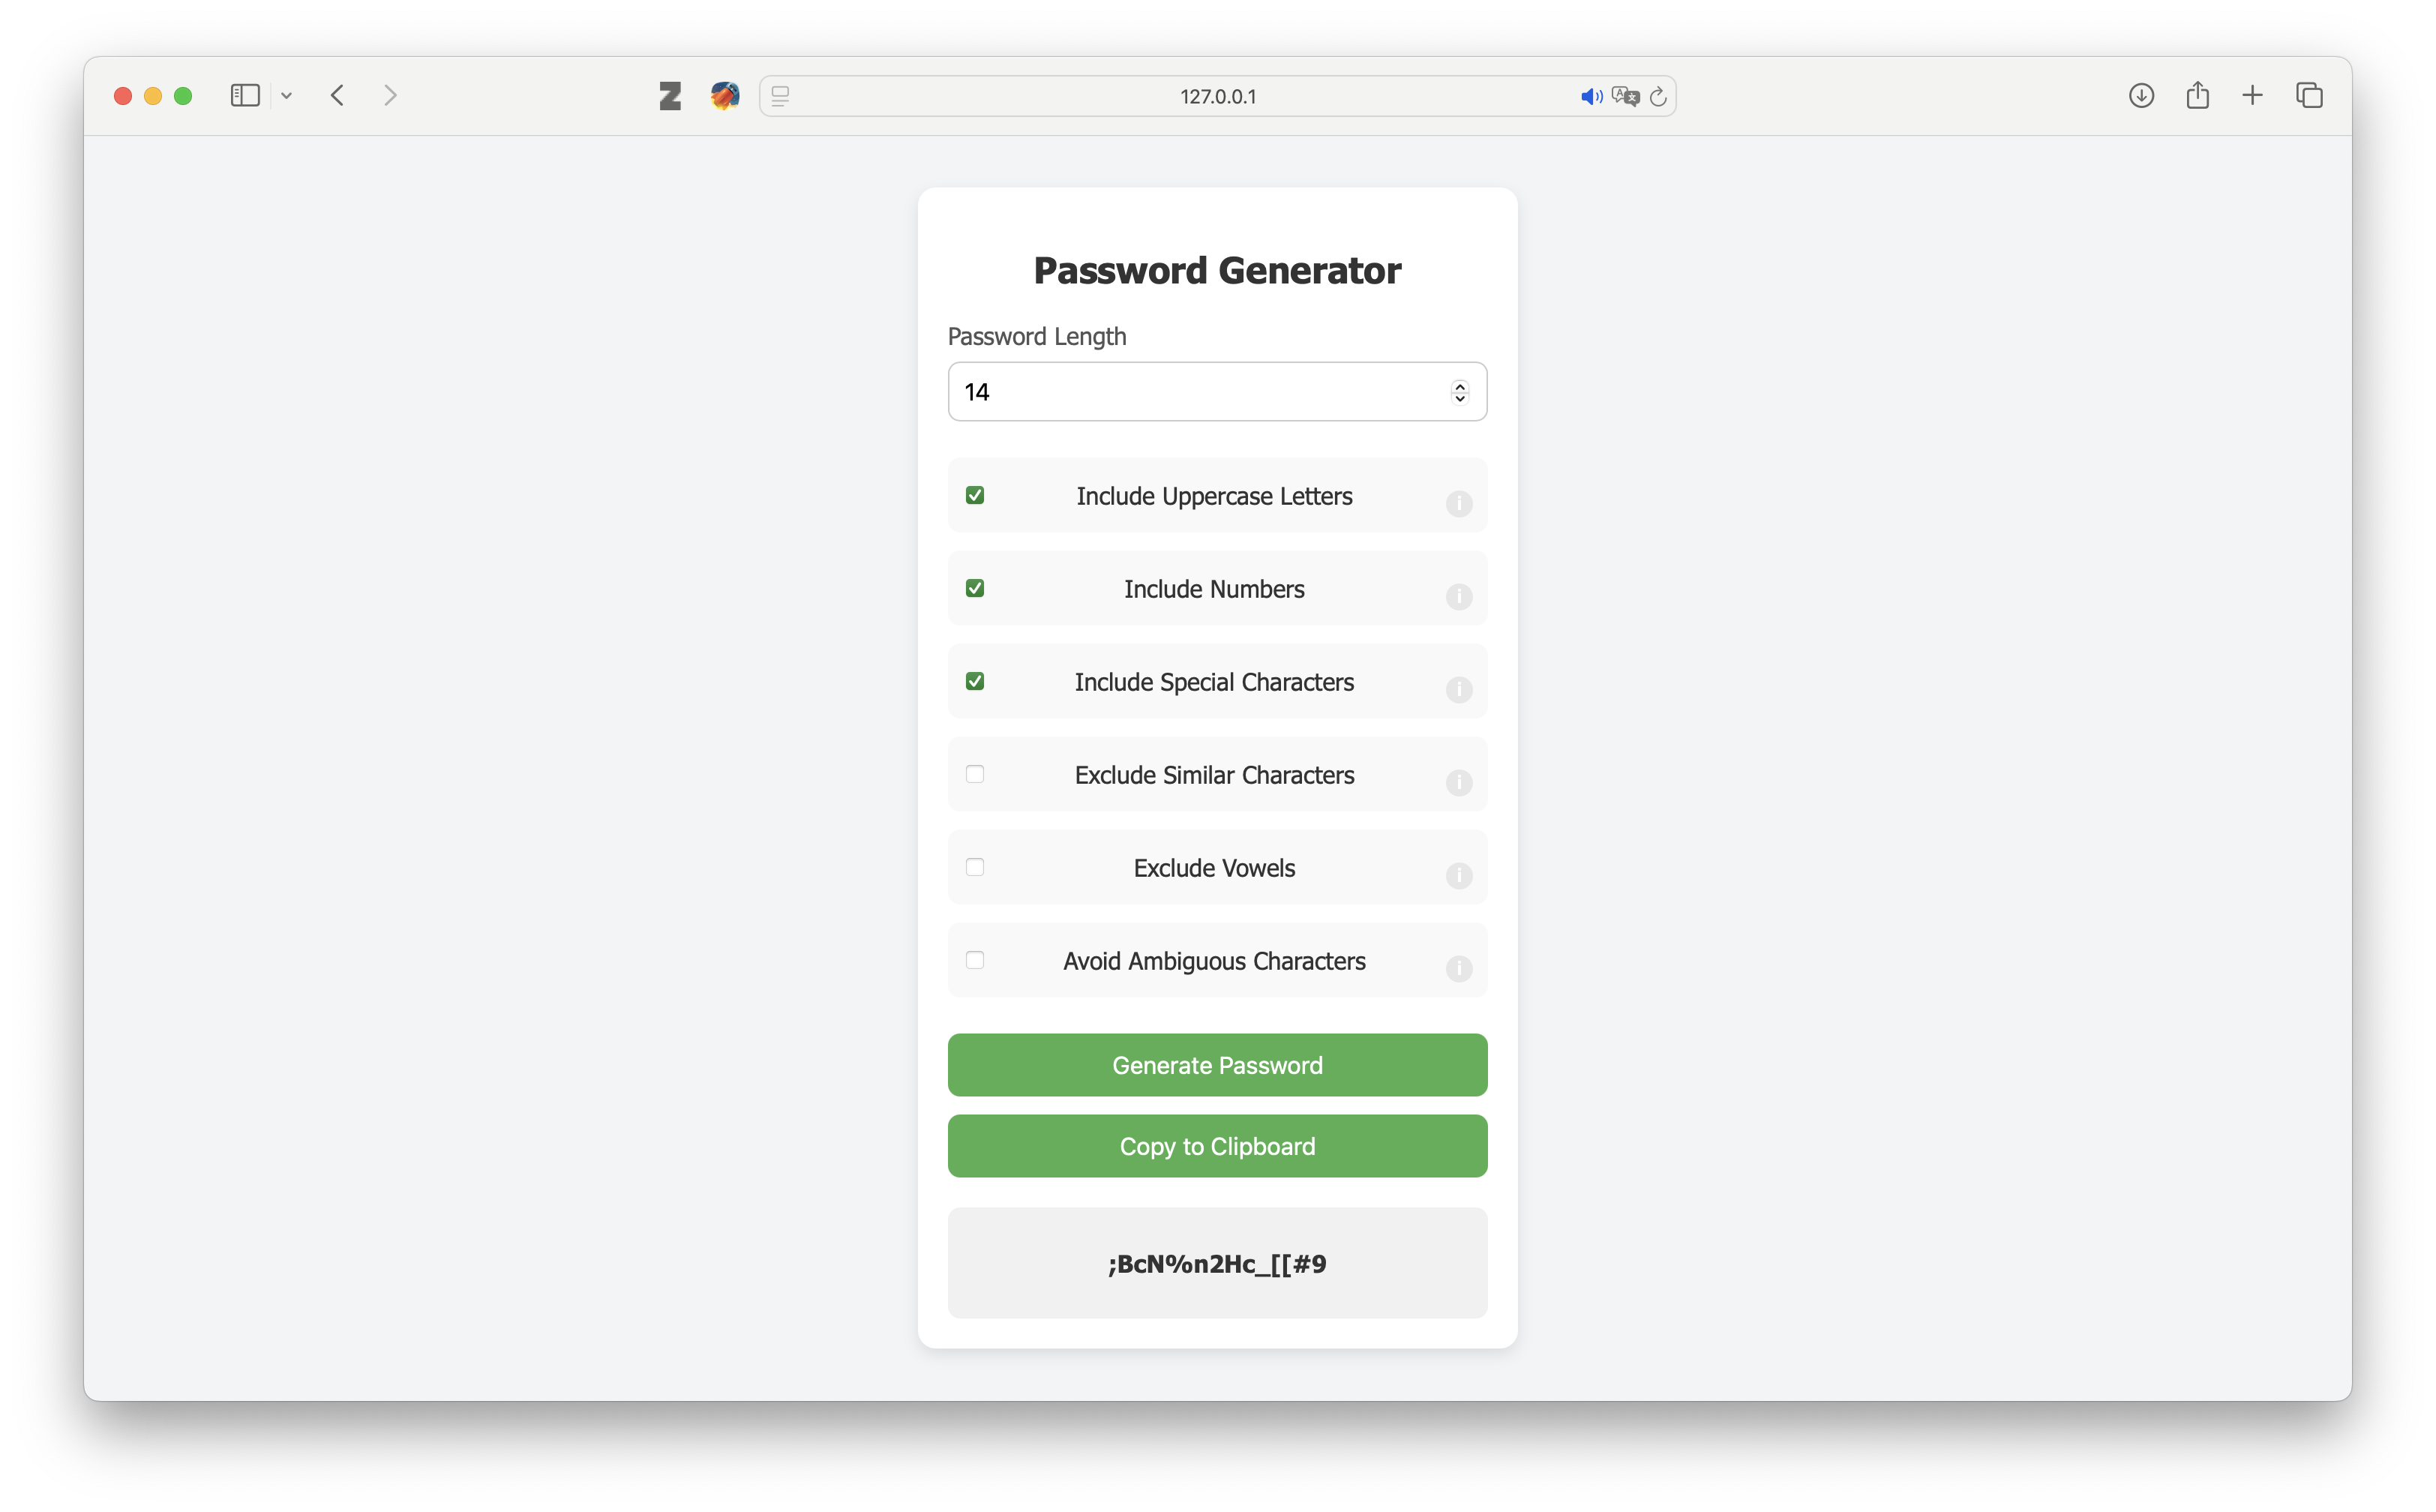 127.0.0.1
Password Generator
Password Length
14
Include Uppercase Letters
Include Numbers
Include Special Characters
Exclude Similar Characters
Exclude Vowels
Avoid Ambiguous Characters
Generate Password
Copy to Clipboard
;BcN%n2Hc_[[#9